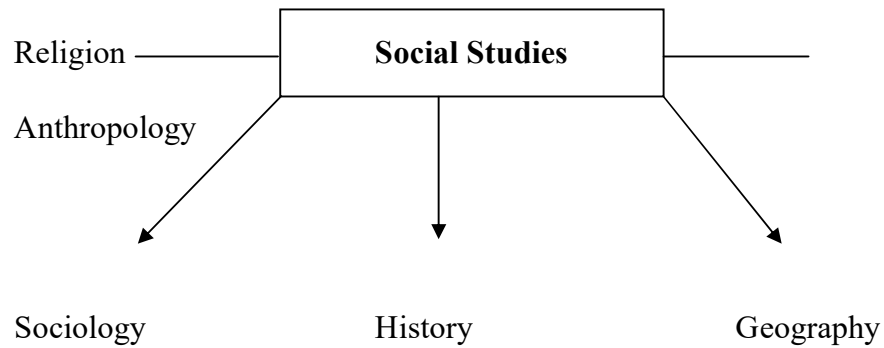 Religion Social Studies
Anthropology
Sociology History Geography